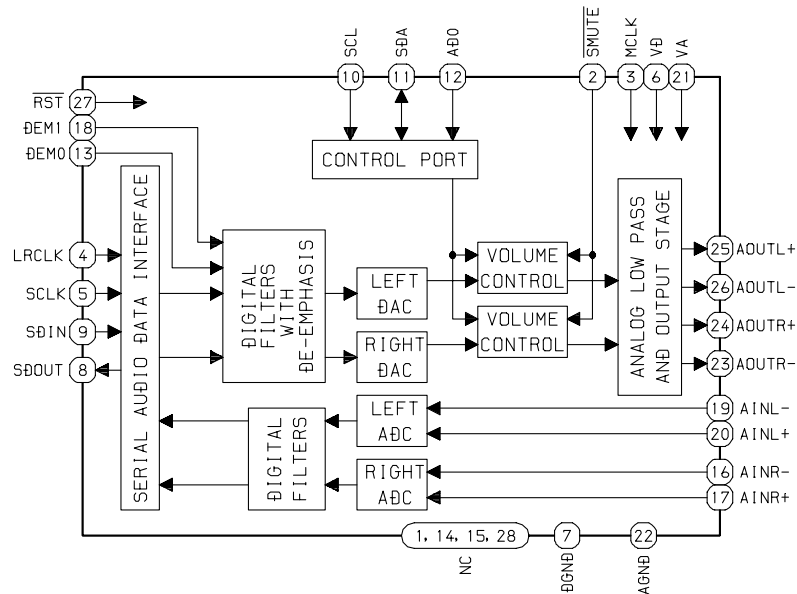 SCL
SDA
AD0
SMUTE
MCLK
VD
VA
10
11
12
2
3
6
21
RST
27
DEM1
18
DEM0
13
CONTROL PORT
LRCLK
4
SCLK
5
SDIN
9
SDOUT
8
SERIAL AUDIO DATA INTERFACE
DIGITAL
FILTERS
WITH
DE-EMPHASIS
LEFT
DAC
RIGHT
DAC
VOLUME
CONTROL
VOLUME
CONTROL
ANALOG LOW PASS
AND OUTPUT STAGE
25
AOUTL+
26
AOUTL-
24
AOUTR+
23
AOUTR-
DIGITAL
FILTERS
LEFT
ADC
RIGHT
ADC
19
AINL-
20
AINL+
16
AINR-
17
AINR+
1, 14, 15, 28
7
22
NC
DGND
AGND